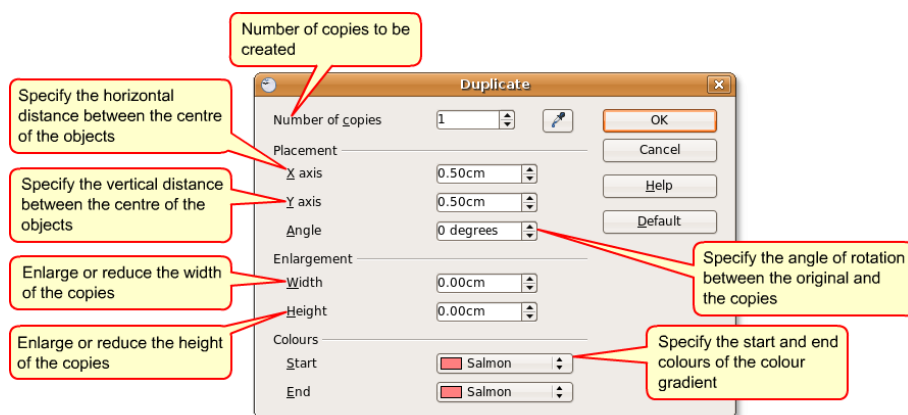 Number of copies to be
created
Duplicate
Specify the horizontal
distance between the centre
of the objects
Number of copies
1
OK
Placement
Cancel
X axis
0.50cm
Specify the vertical distance
between the centre of the
objects
Help
Y axis
0.50cm
Default
Angle
0 degrees
Specify the angle of rotation
between the original and
the copies
Enlargement
Enlarge or reduce the width
of the copies
Width
0.00cm
Height
0.00cm
Enlarge or reduce the height
of the copies
Colours
Specify the start and end
colours of the colour
gradient
Start
Salmon
End
Salmon